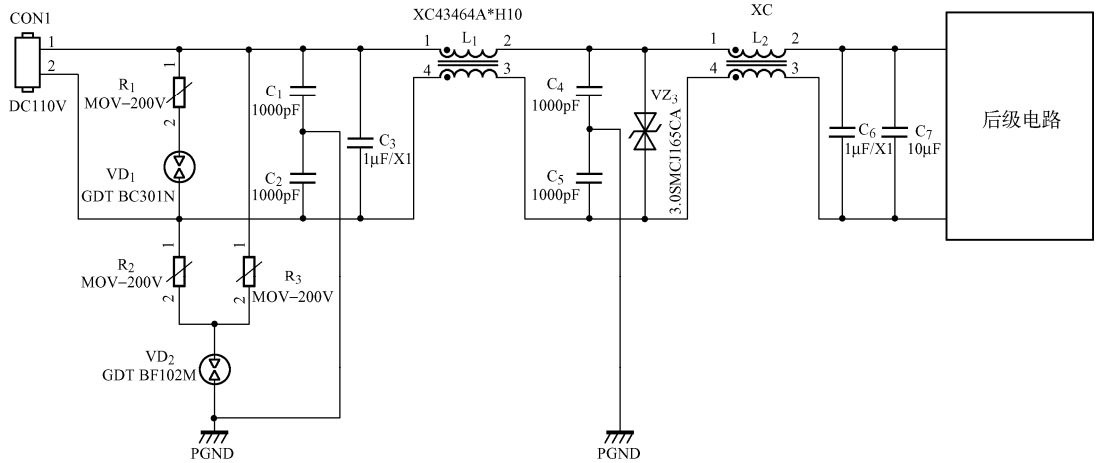 CON1
1
2
DC110V
1
R1
MOV–200V
2
VD1
GDT BC301N
1
R2
MOV–200V
2
1
R3
MOV–200V
2
VD2
GDT BF102M
PGND
C1
1000pF
C2
1000pF
C3
1μF/X1
XC43464A*H10
1
L1
2
4
3
C4
1000pF
C5
1000pF
PGND
VZ3
3.0SMCJ165CA
XC
1
L2
2
4
3
C6
1μF/X1
C7
10μF
后级电路